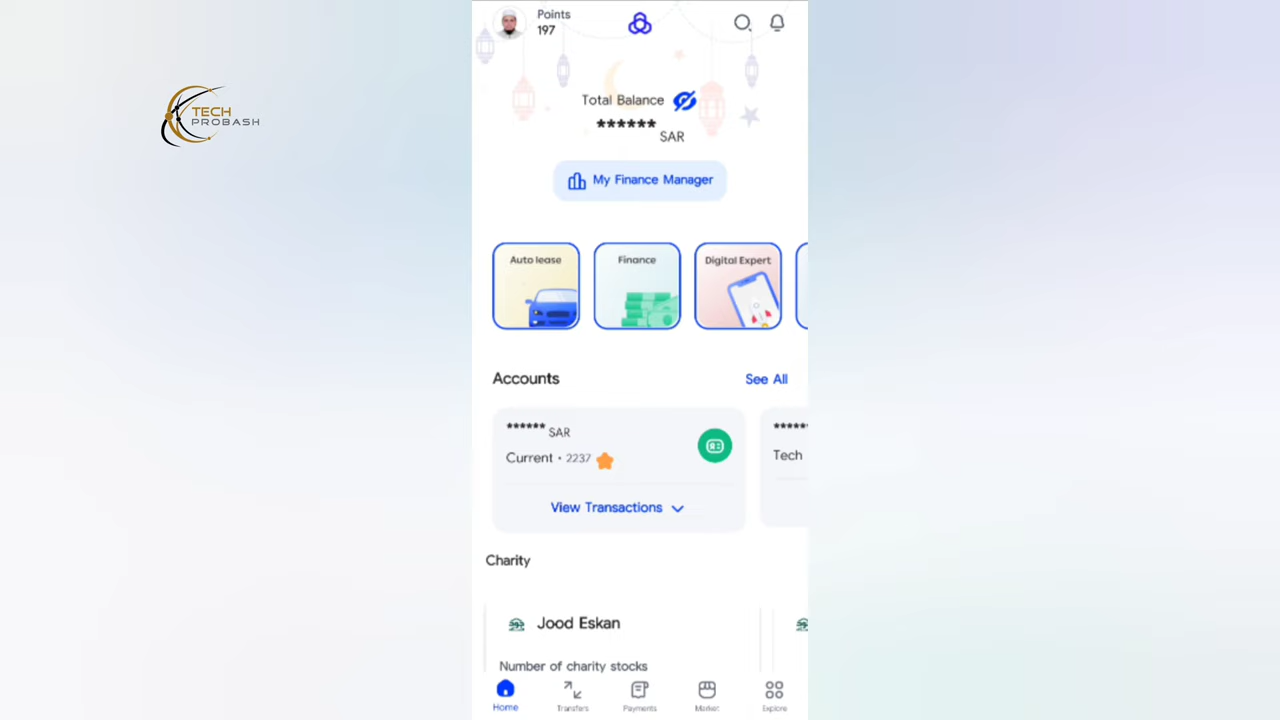 TECH
PROBASH
Points
197
Total Balance
******
SAR
My Finance Manager
Auto lease
Finance
Digital Expert
Accounts
See All
****** SAR
Current • 2237
View Transactions
*****
Tech
Charity
Jood Eskan
Number of charity stocks
Home
Transfers
Payments
Market
Explore